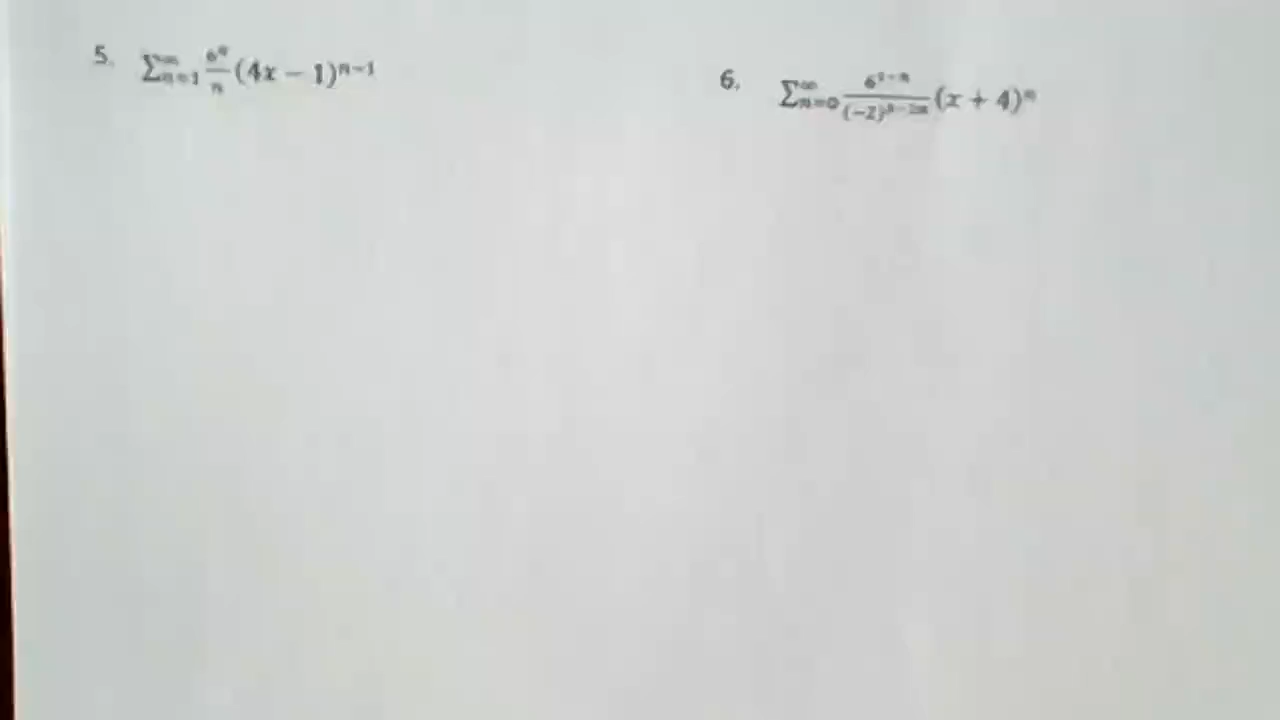 5. $\sum_{n=1}^{\infty} \frac{6^n}{n}(4x-1)^{n-1}$
6. $\sum_{n=0}^{\infty} \frac{6^{1-n}}{(-2)^{3-2n}}(x+4)^n$